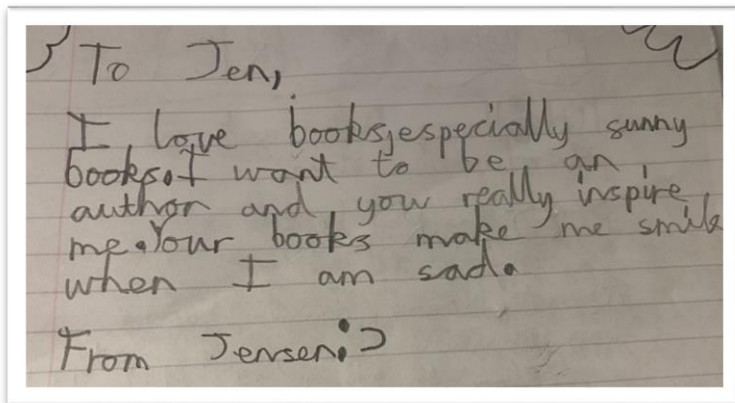 To Jen,
I love books,especially sunny
books.I want to be an
author and you really inspire
me.Your books make me smile
when I am sad.
From Jensen:)